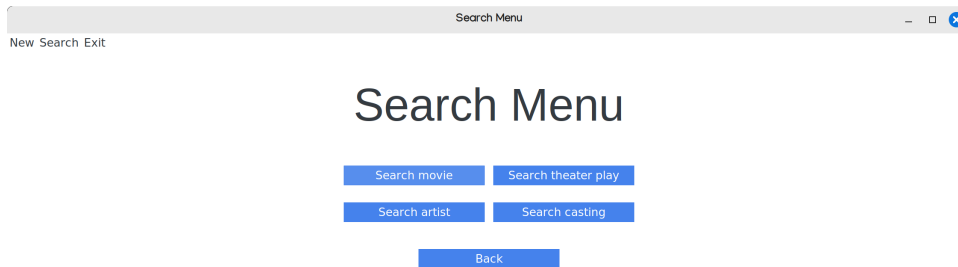 Search Menu
New Search Exit
Search Menu
Search movie Search theater play
Search artist Search casting
Back